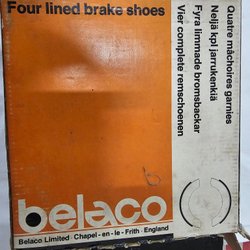 Four lined brake shoes
Quatre mâchoires garnies
Neljä kpl jarrukenkiä
Fyra limmade bromsbackar
Vier complete remschoenen
belaco
Belaco Limited · Chapel - en - le - Frith · England